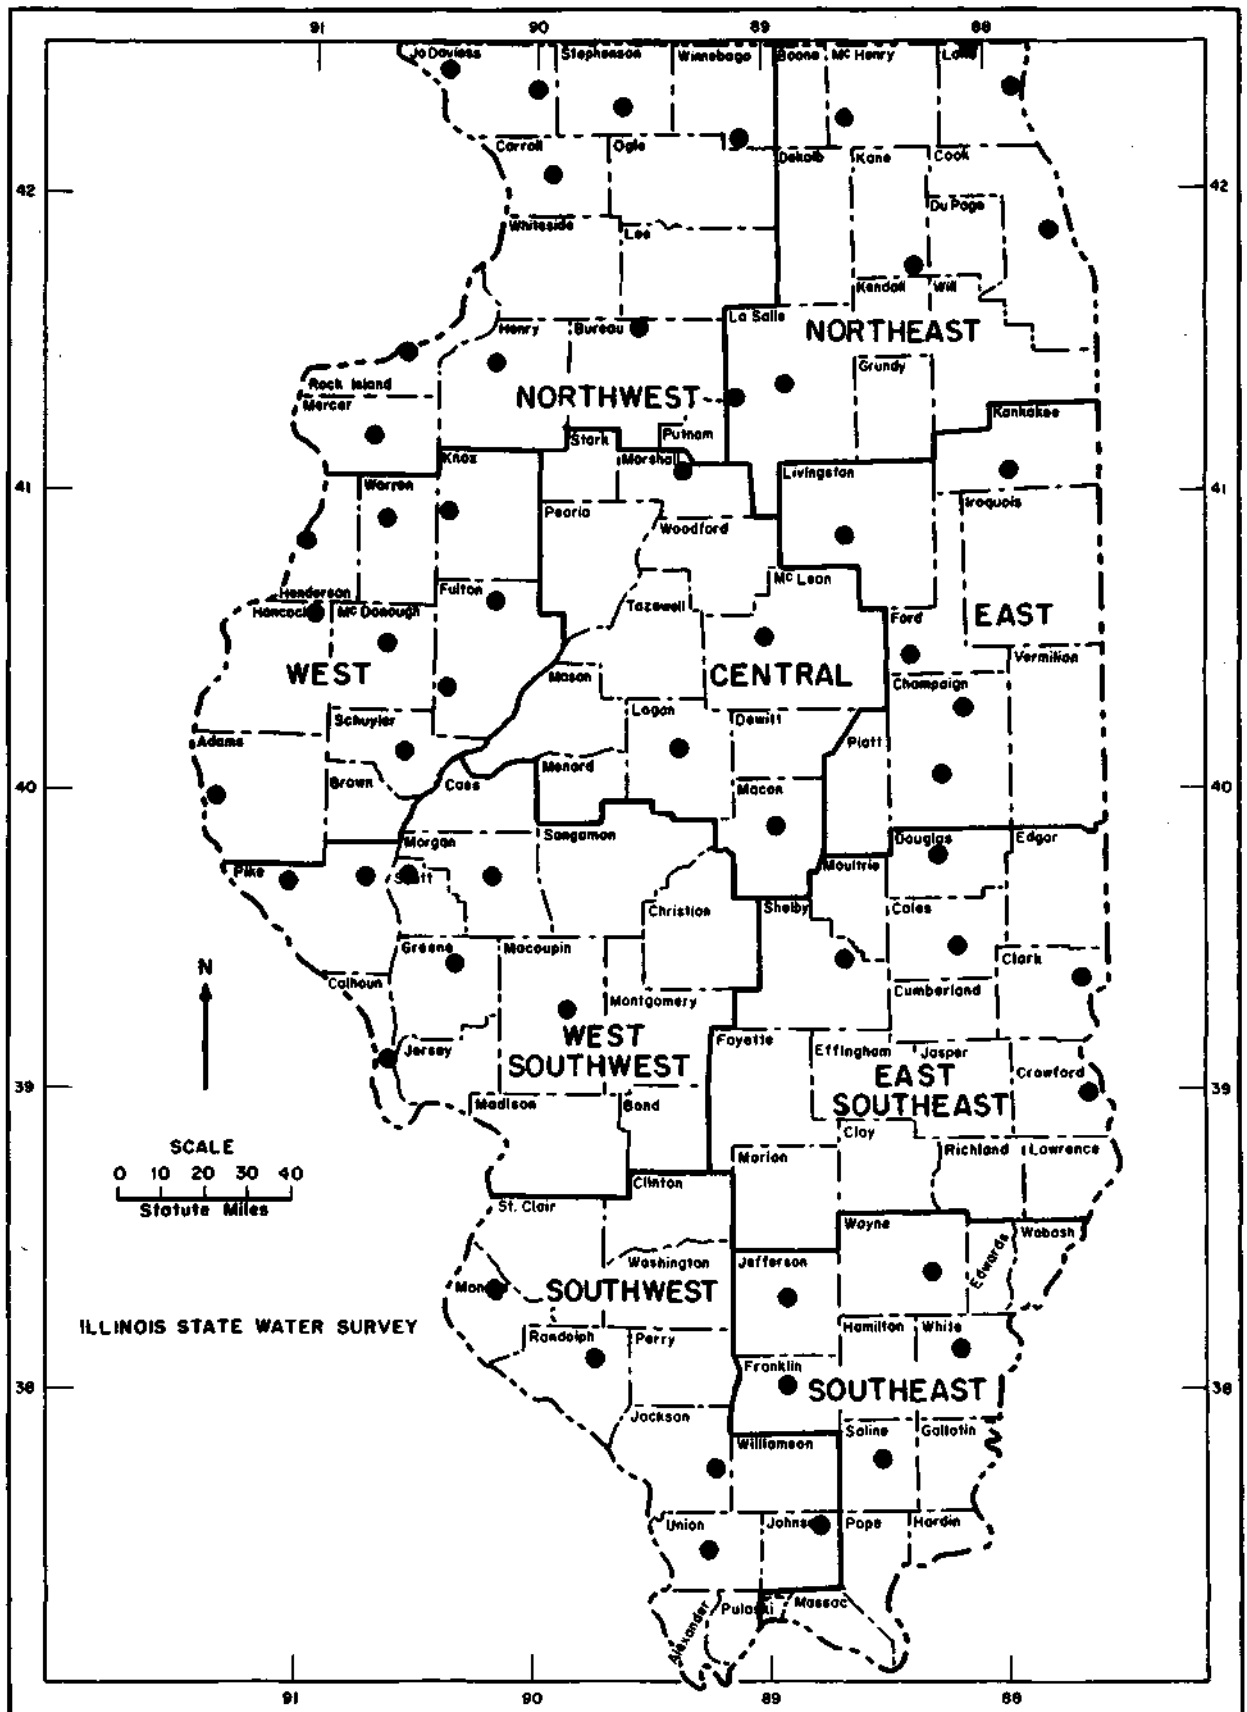 91 90 89 88
Jo Daviess Stephenson Winnebago Boone Mc Henry Lake
Carroll Ogle Dekalb Kane Cook
42 42
Du Page
Whiteside Lee
Kendall Will
La Salle
Henry Bureau NORTHEAST
Grundy
Rock Island
NORTHWEST
Mercer Kankakee
Stark Putnam
Knox Marshall
Livingston
Warren
41 41
Iroquois
Peoria
Woodford
Mc Lean
Henderson Fulton
Hancock Mc Donough Tazewell
Ford EAST
Vermilion
WEST Mason CENTRAL
Champaign
Schuyler Logan Dewitt
Adams Piatt
Brown Cass Menard
40 40
Macon
Morgan Sangamon Douglas Edgar
Pike Scott Moultrie
Christian Shelby Coles
Greene Macoupin
N
Clark
Calhoun Montgomery Cumberland
WEST
SOUTHWEST
Jersey Fayette Effingham Jasper
EAST
SOUTHEAST
Crawford
39 39
Madison Bond
Clay
SCALE
Marion Richland Lawrence
0 10 20 30 40
Statute Miles
Clinton
St. Clair Wayne
Wabash
Edwards
Washington Jefferson
Mon SOUTHWEST
ILLINOIS STATE WATER SURVEY
Randolph Perry Hamilton White
Franklin
38 SOUTHEAST 38
Jackson
Williamson Saline Gallatin
Union Johnson Pope Hardin
Alexander Pulaski Massac
91 90 89 88